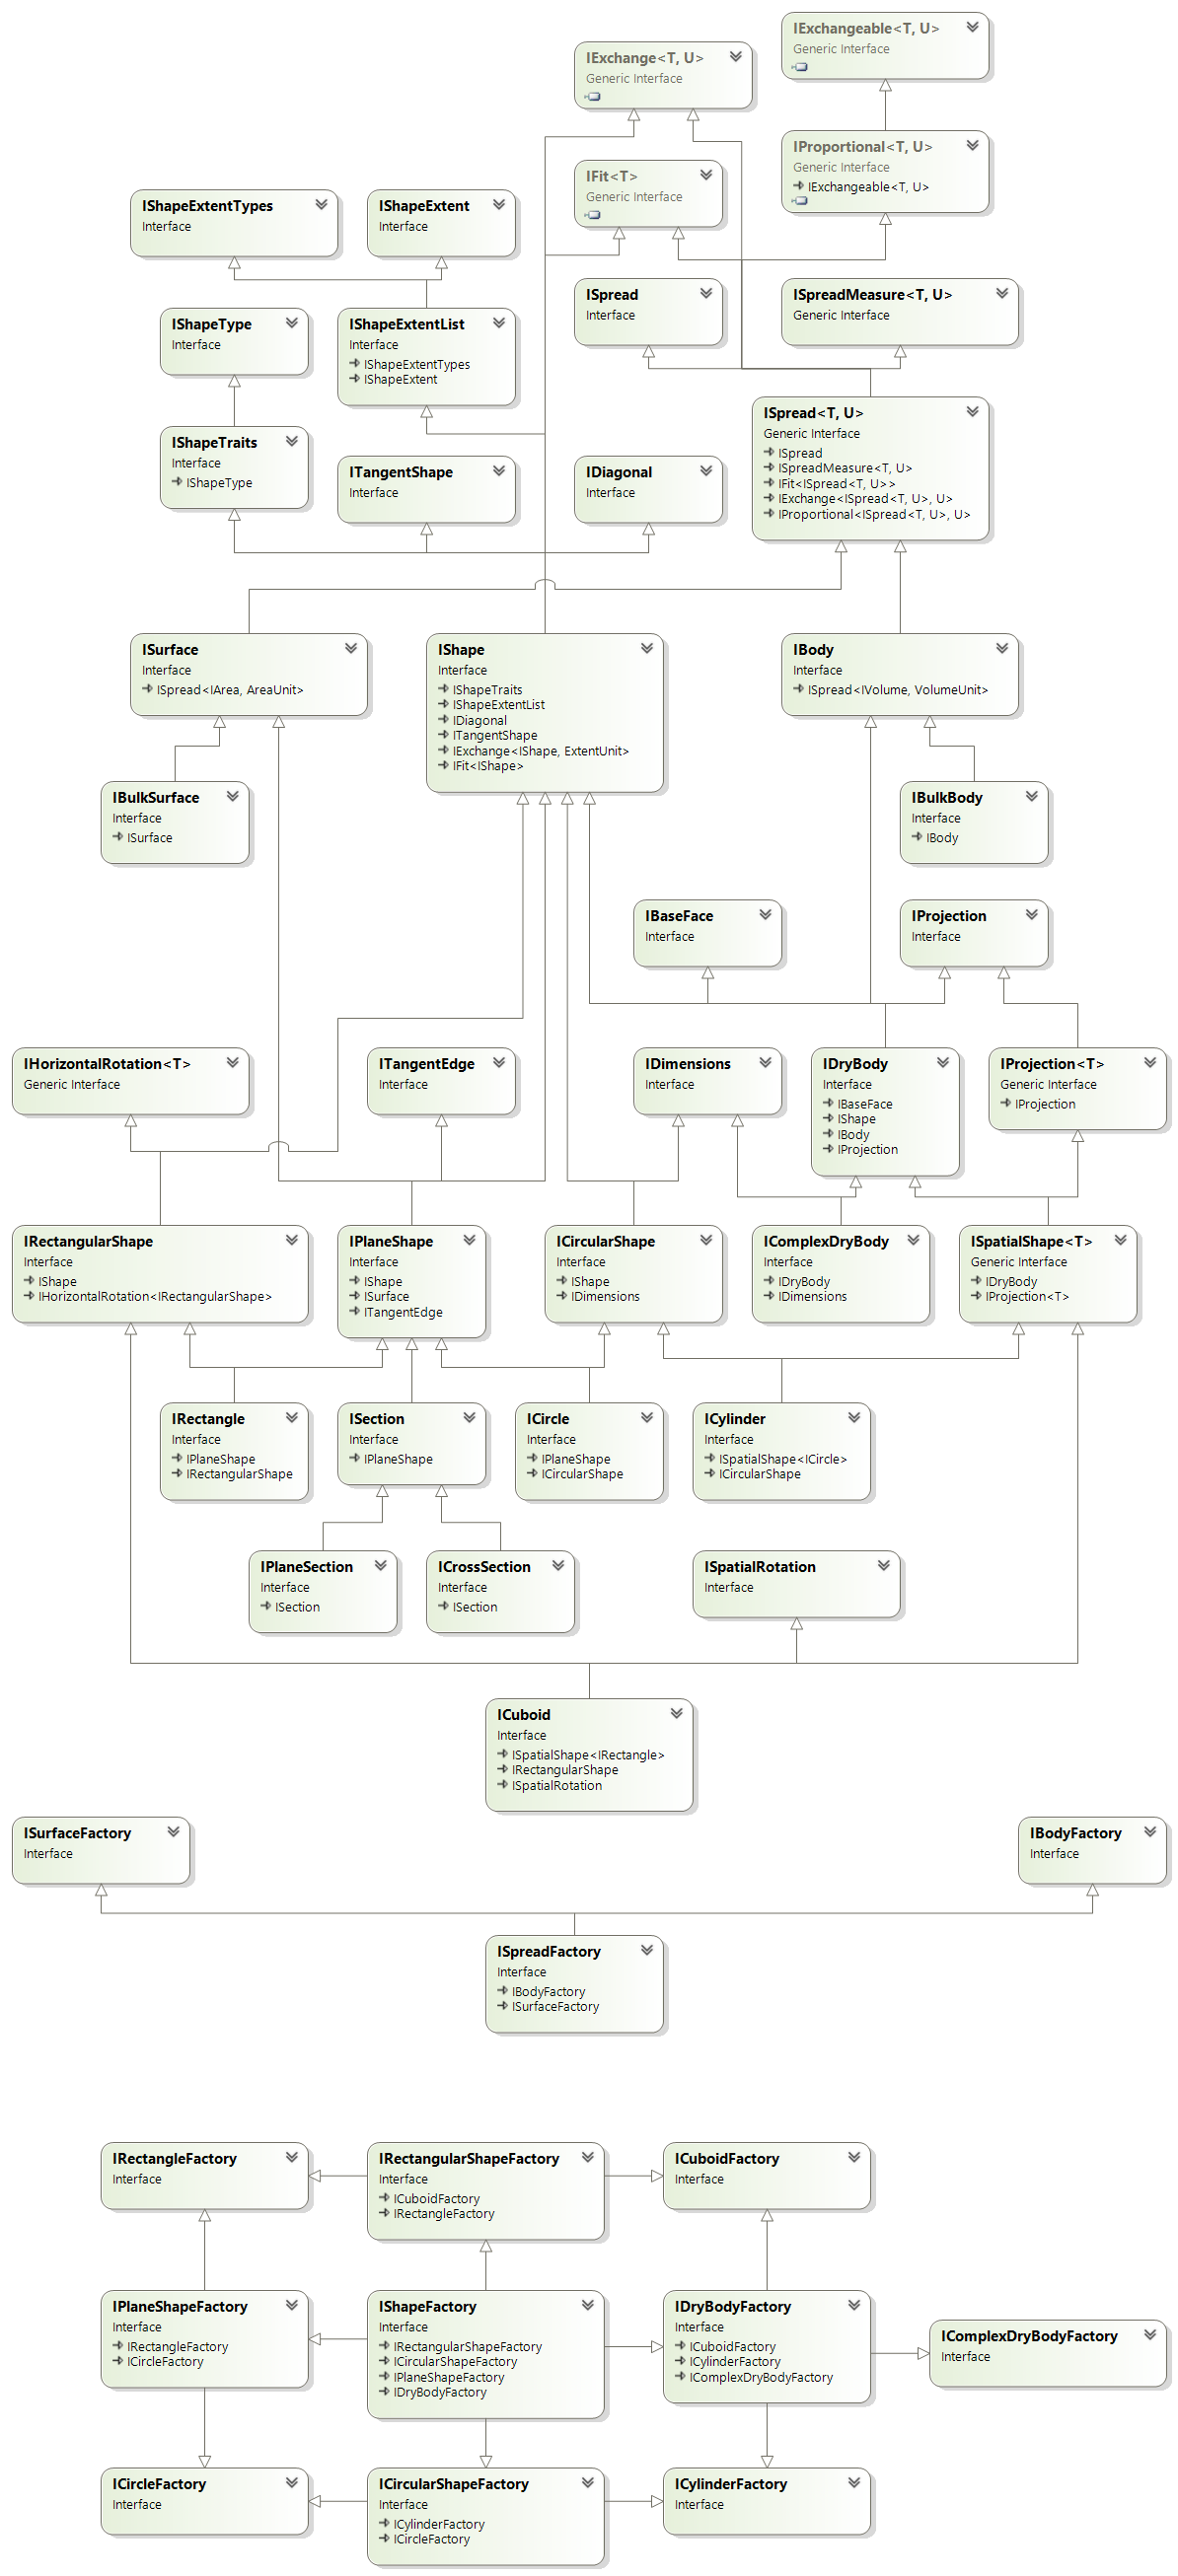 IExchangeable<T, U>
Generic Interface
IExchange<T, U>
Generic Interface
IProportional<T, U>
Generic Interface
IExchangeable<T, U>
IFit<T>
Generic Interface
IShapeExtentTypes
Interface
IShapeExtent
Interface
ISpread
Interface
ISpreadMeasure<T, U>
Generic Interface
IShapeType
Interface
IShapeExtentList
Interface
IShapeExtentTypes
IShapeExtent
ISpread<T, U>
Generic Interface
ISpread
ISpreadMeasure<T, U>
IFit<ISpread<T, U>>
IExchange<ISpread<T, U>, U>
IProportional<ISpread<T, U>, U>
IShapeTraits
Interface
IShapeType
ITangentShape
Interface
IDiagonal
Interface
ISurface
Interface
ISpread<IArea, AreaUnit>
IShape
Interface
IShapeTraits
IShapeExtentList
IDiagonal
ITangentShape
IExchange<IShape, ExtentUnit>
IFit<IShape>
IBody
Interface
ISpread<IVolume, VolumeUnit>
IBulkSurface
Interface
ISurface
IBulkBody
Interface
IBody
IBaseFace
Interface
IProjection
Interface
IHorizontalRotation<T>
Generic Interface
ITangentEdge
Interface
IDimensions
Interface
IDryBody
Interface
IBaseFace
IShape
IBody
IProjection
IProjection<T>
Generic Interface
IProjection
IRectangularShape
Interface
IShape
IHorizontalRotation<IRectangularShape>
IPlaneShape
Interface
IShape
ISurface
ITangentEdge
ICircularShape
Interface
IShape
IDimensions
IComplexDryBody
Interface
IDryBody
IDimensions
ISpatialShape<T>
Generic Interface
IDryBody
IProjection<T>
IRectangle
Interface
IPlaneShape
IRectangularShape
ISection
Interface
IPlaneShape
ICircle
Interface
IPlaneShape
ICircularShape
ICylinder
Interface
ISpatialShape<ICircle>
ICircularShape
IPlaneSection
Interface
ISection
ICrossSection
Interface
ISection
ISpatialRotation
Interface
ICuboid
Interface
ISpatialShape<IRectangle>
IRectangularShape
ISpatialRotation
ISurfaceFactory
Interface
IBodyFactory
Interface
ISpreadFactory
Interface
IBodyFactory
ISurfaceFactory
IRectangleFactory
Interface
IRectangularShapeFactory
Interface
ICuboidFactory
IRectangleFactory
ICuboidFactory
Interface
IPlaneShapeFactory
Interface
IRectangleFactory
ICircleFactory
IShapeFactory
Interface
IRectangularShapeFactory
ICircularShapeFactory
IPlaneShapeFactory
IDryBodyFactory
IDryBodyFactory
Interface
ICuboidFactory
ICylinderFactory
IComplexDryBodyFactory
IComplexDryBodyFactory
Interface
ICircleFactory
Interface
ICircularShapeFactory
Interface
ICylinderFactory
ICircleFactory
ICylinderFactory
Interface